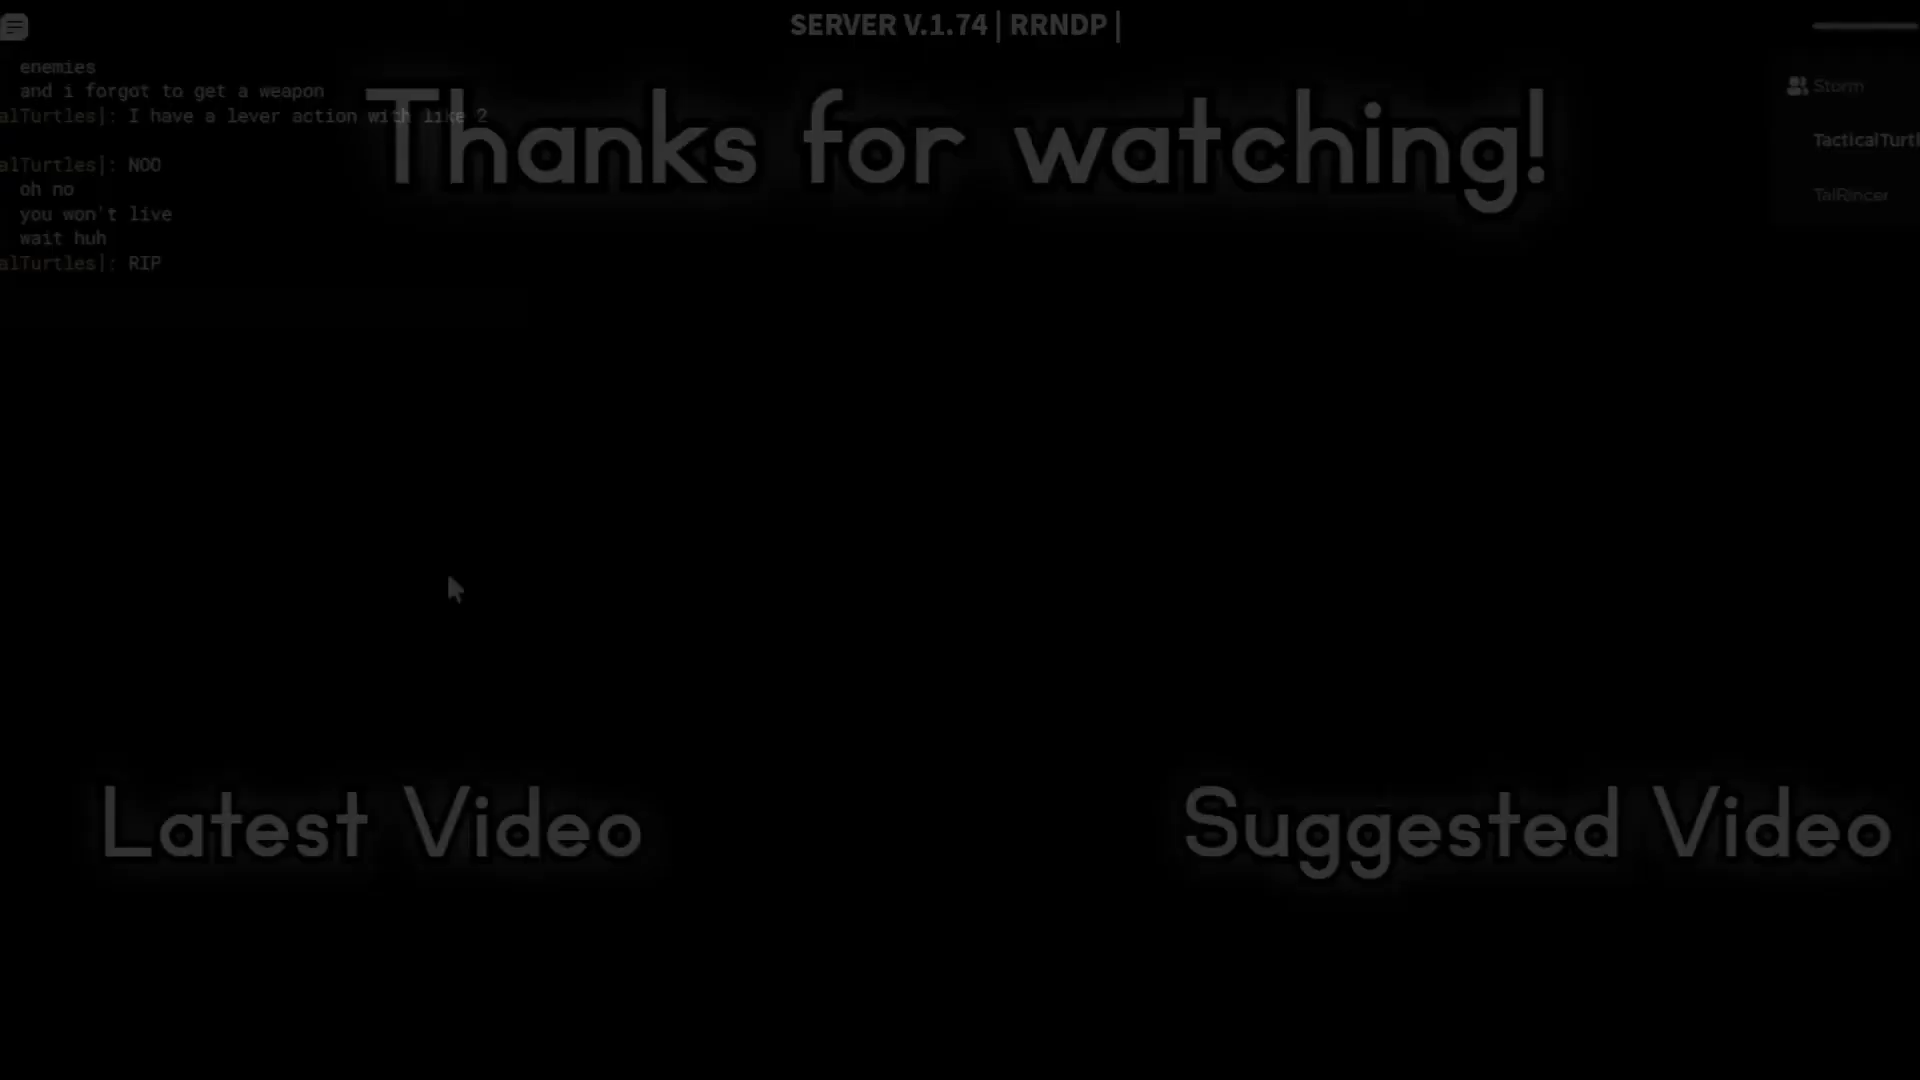 SERVER V.1.74 | RRNDP |
enemies
and i forgot to get a weapon
alTurtles]: I have a lever action with like 2
alTurtles]: NOO
oh no
you won't live
wait huh
alTurtles]: RIP
Thanks for watching!
Storm
TacticalTurtl
TalRincer
Latest Video
Suggested Video